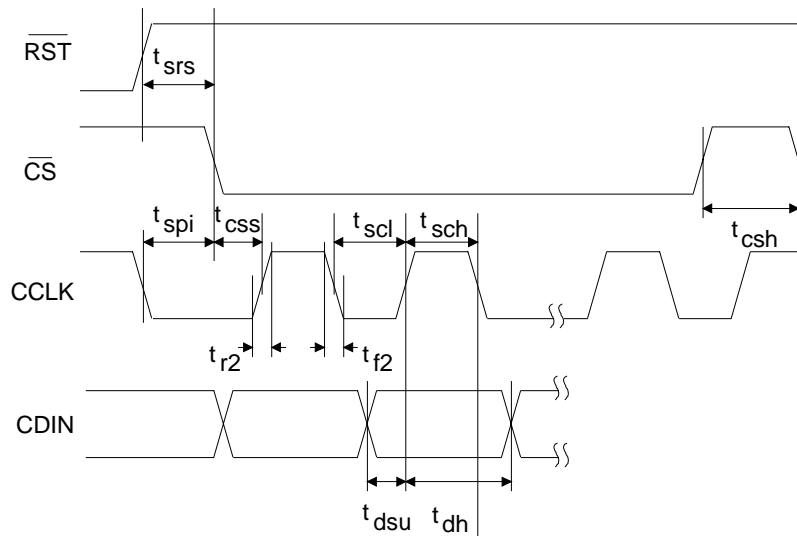 RST
t srs
CS
t spi
t css
t scl
t sch
t csh
CCLK
t r2
t f2
CDIN
t dsu
t dh